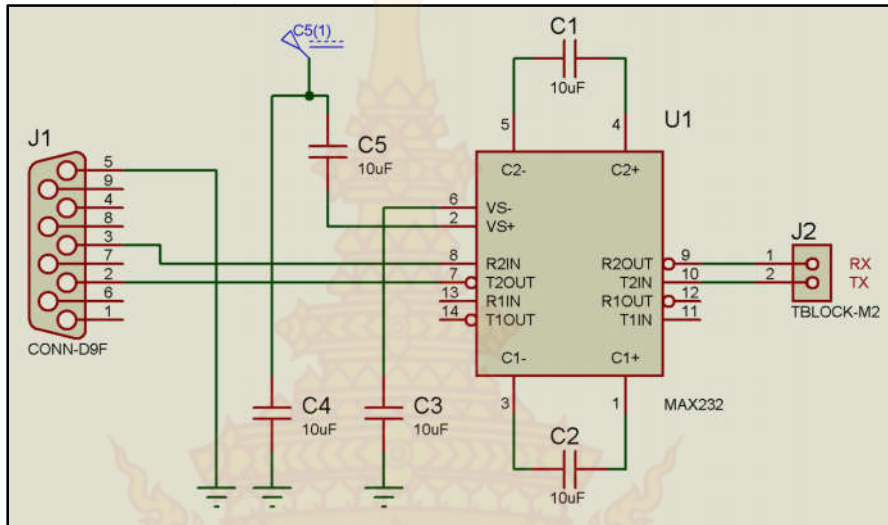 C5(1)
C1
10uF
5
4
U1
J1
C5
10uF
C2-
C2+
5
9
4
8
3
7
2
6
1
6
VS-
2
VS+
8
R2IN
R2OUT
9
7
T2OUT
T2IN
10
13
R1IN
R1OUT
12
14
T1OUT
T1IN
11
J2
1
RX
2
TX
TBLOCK-M2
CONN-D9F
C1-
C1+
3
1
MAX232
C4
10uF
C3
10uF
C2
10uF